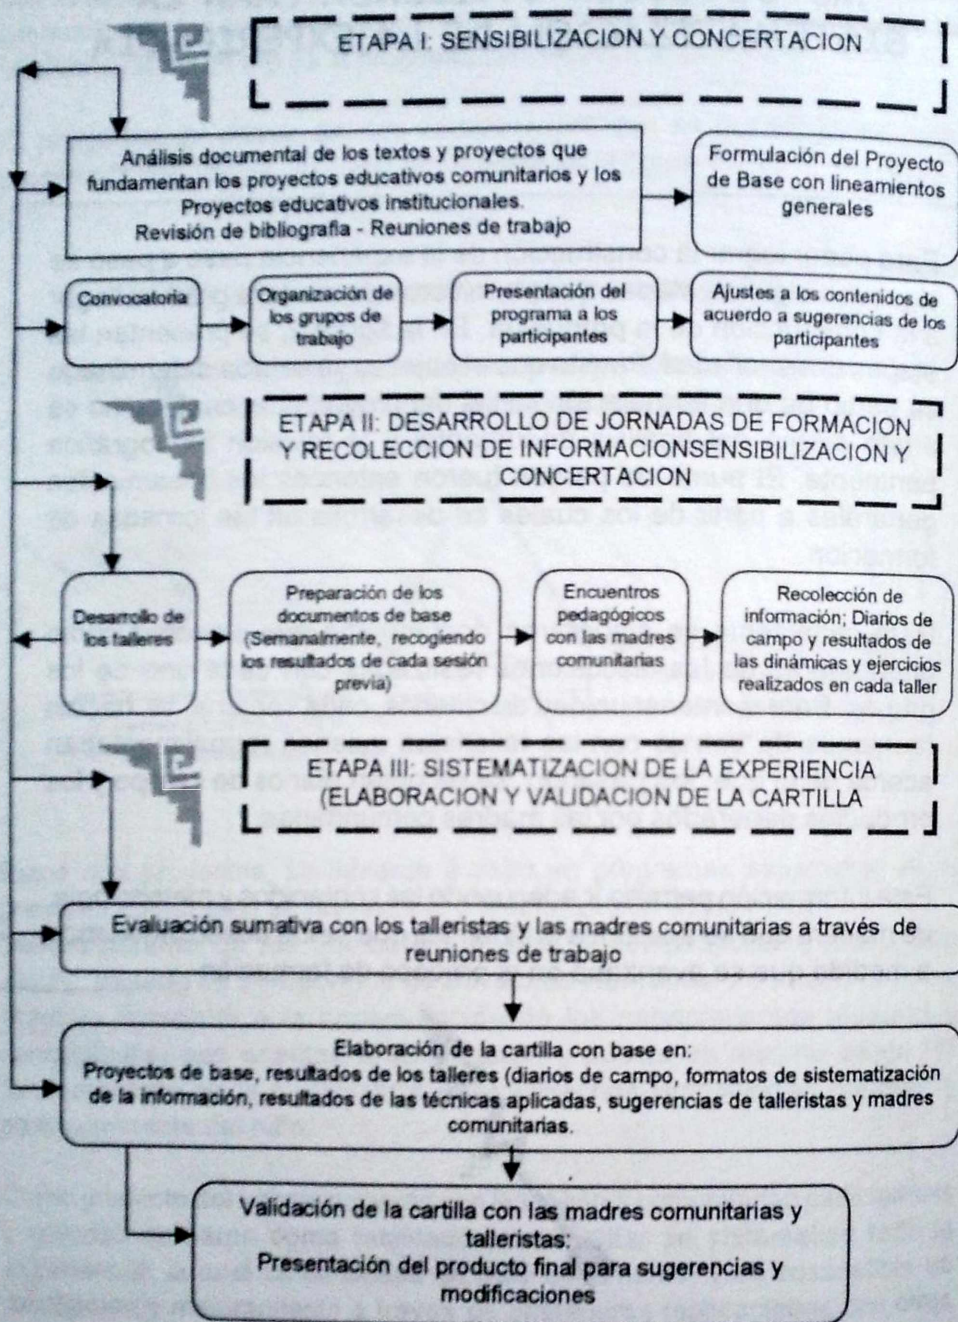 ETAPA I: SENSIBILIZACION Y CONCERTACION
Análisis documental de los textos y proyectos que
fundamentan los proyectos educativos comunitarios y los
Proyectos educativos institucionales.
Revisión de bibliografía - Reuniones de trabajo
Formulación del Proyecto
de Base con lineamientos
generales
Convocatoria
Organización de
los grupos de
trabajo
Presentación del
programa a los
participantes
Ajustes a los contenidos de
acuerdo a sugerencias de los
participantes
ETAPA II: DESARROLLO DE JORNADAS DE FORMACION
Y RECOLECCION DE INFORMACIONSENSIBILIZACION Y
CONCERTACION
Desarrollo de
los talleres
Preparación de los
documentos de base
(Semanalmente, recogiendo
los resultados de cada sesión
previa)
Encuentros
pedagógicos
con las madres
comunitarias
Recolección de
información; Diarios de
campo y resultados de
las dinámicas y ejercicios
realizados en cada taller
ETAPA III: SISTEMATIZACION DE LA EXPERIENCIA
(ELABORACION Y VALIDACION DE LA CARTILLA
Evaluación sumativa con los talleristas y las madres comunitarias a través de
reuniones de trabajo
Elaboración de la cartilla con base en:
Proyectos de base, resultados de los talleres (diarios de campo, formatos de sistematización
de la información, resultados de las técnicas aplicadas, sugerencias de talleristas y madres
comunitarias.
Validación de la cartilla con las madres comunitarias y
talleristas:
Presentación del producto final para sugerencias y
modificaciones